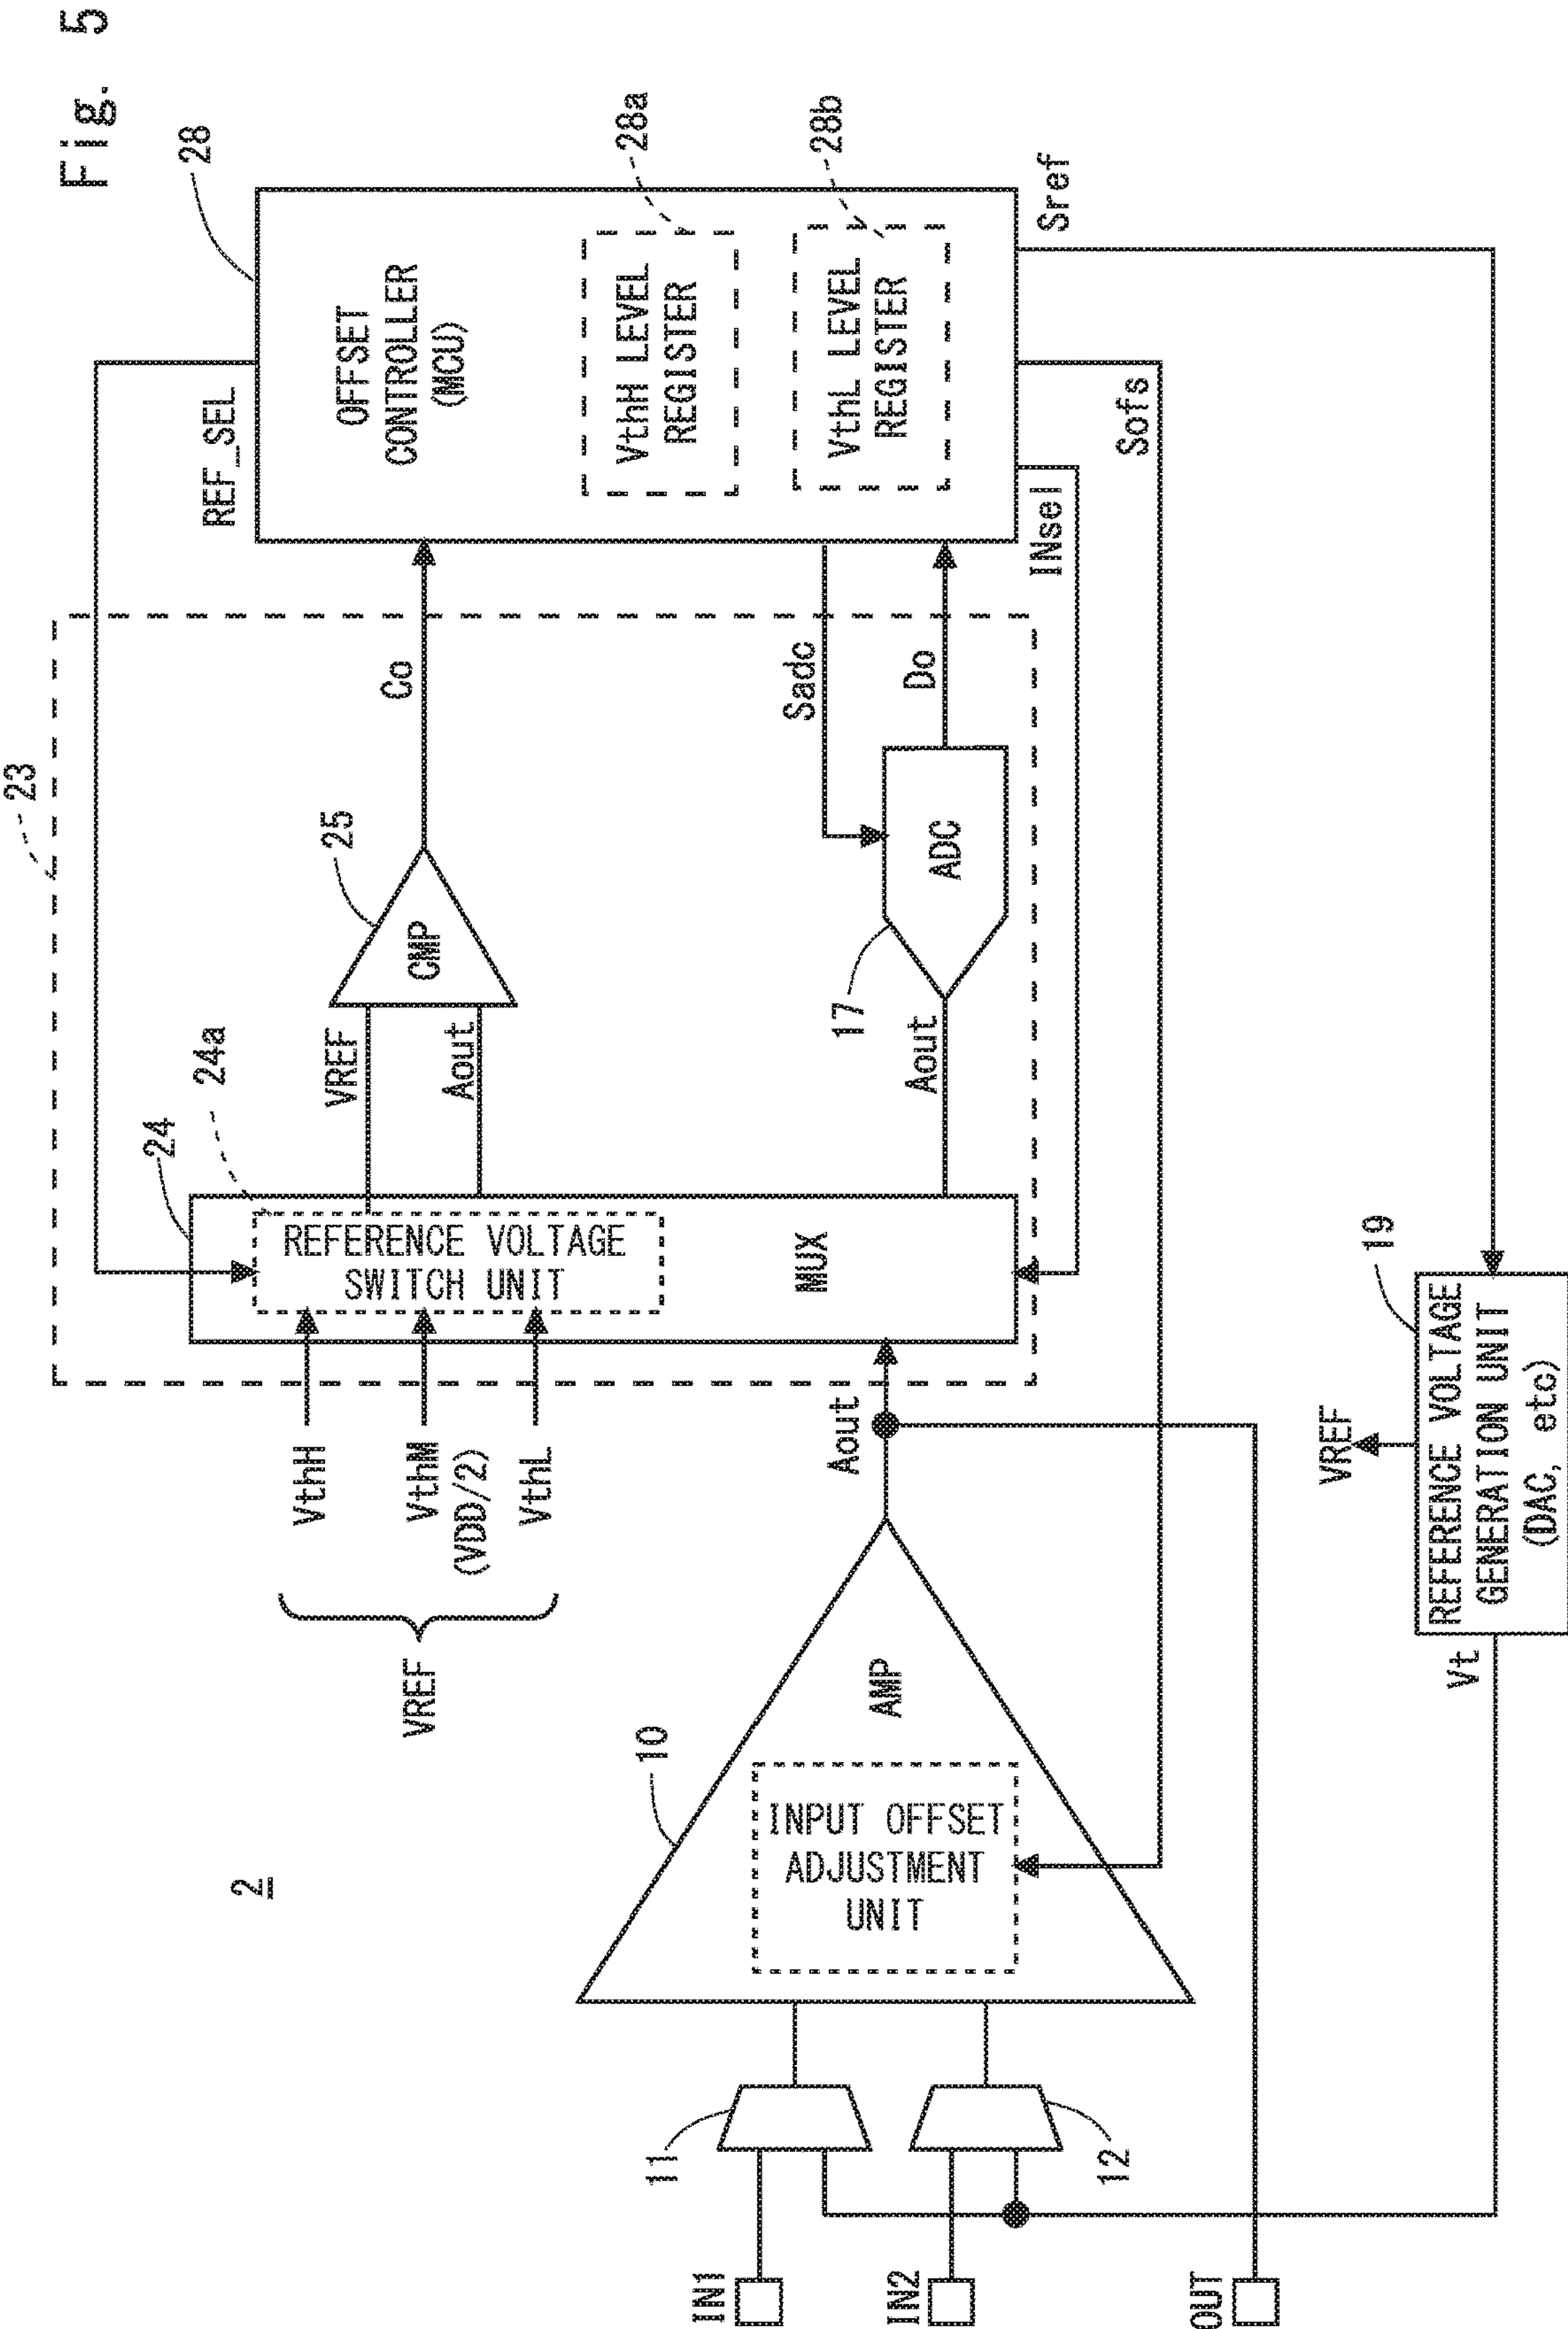 Fig. 5
2
23
REF_SEL
28
24
24a
VthH
VthM
(VDD/2)
VthL
VREF
REFERENCE VOLTAGE
SWITCH UNIT
MUX
VREF
Aout
25
CMP
Co
OFFSET
CONTROLLER
(MCU)
VthH LEVEL
REGISTER
28a
VthL LEVEL
REGISTER
28b
Sadc
Do
17
ADC
Aout
10
AMP
Aout
INPUT OFFSET
ADJUSTMENT
UNIT
INsel
Sofs
Sref
11
12
IN1
IN2
OUT
19
VREF
REFERENCE VOLTAGE
GENERATION UNIT
(DAC, etc)
Vt